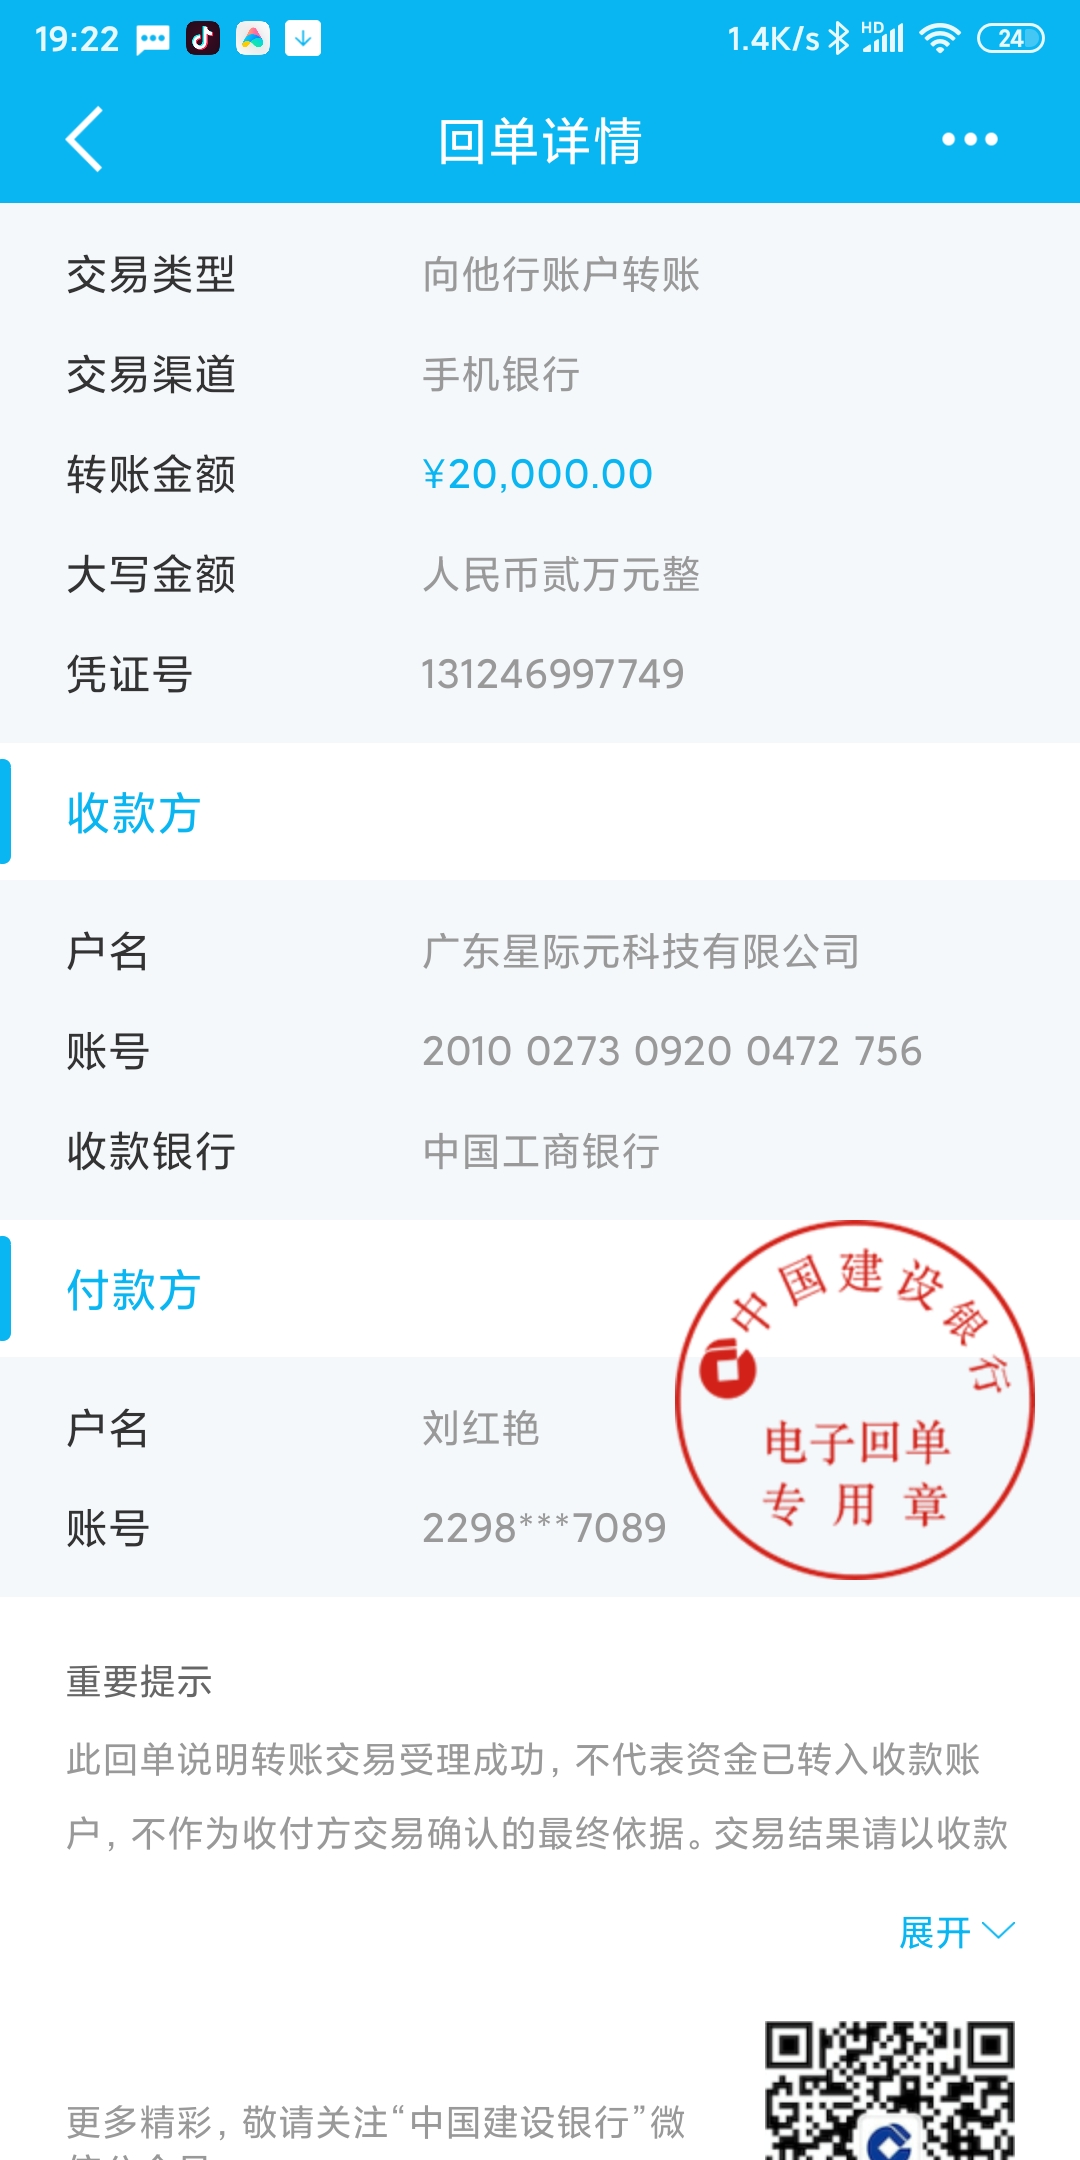 19:22
1.4K/s HD 24
回单详情
交易类型 向他行账户转账
交易渠道 手机银行
转账金额 ¥20,000.00
大写金额 人民币贰万元整
凭证号 131246997749
收款方
户名 广东星际元科技有限公司
账号 2010 0273 0920 0472 756
收款银行 中国工商银行
付款方
中国建设银行
电子回单
专用章
户名 刘红艳
账号 2298***7089
重要提示
此回单说明转账交易受理成功，不代表资金已转入收款账
户，不作为收付方交易确认的最终依据。交易结果请以收款
展开
更多精彩，敬请关注“中国建设银行”微